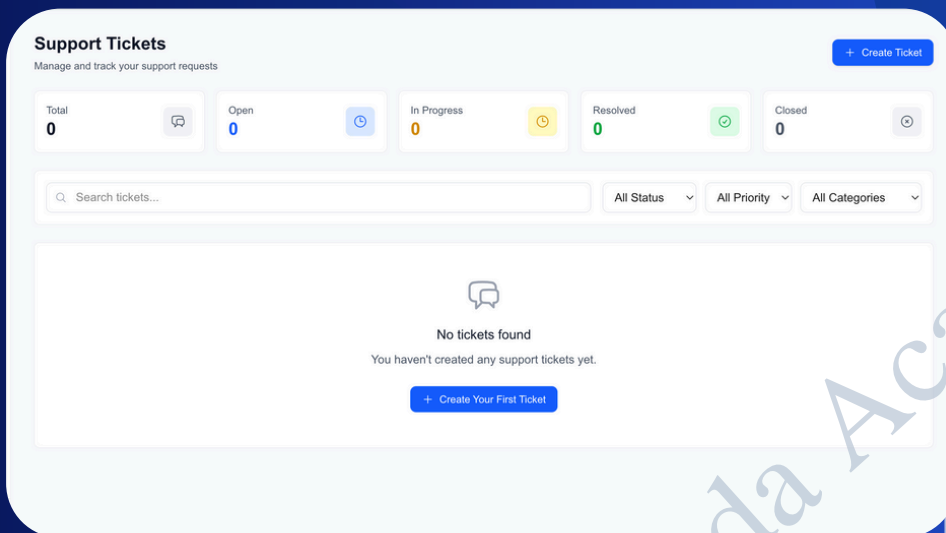 Support Tickets
Manage and track your support requests
+ Create Ticket
Total
0
Open
0
In Progress
0
Resolved
0
Closed
0
Search tickets...
All Status
All Priority
All Categories
No tickets found
You haven't created any support tickets yet.
+ Create Your First Ticket